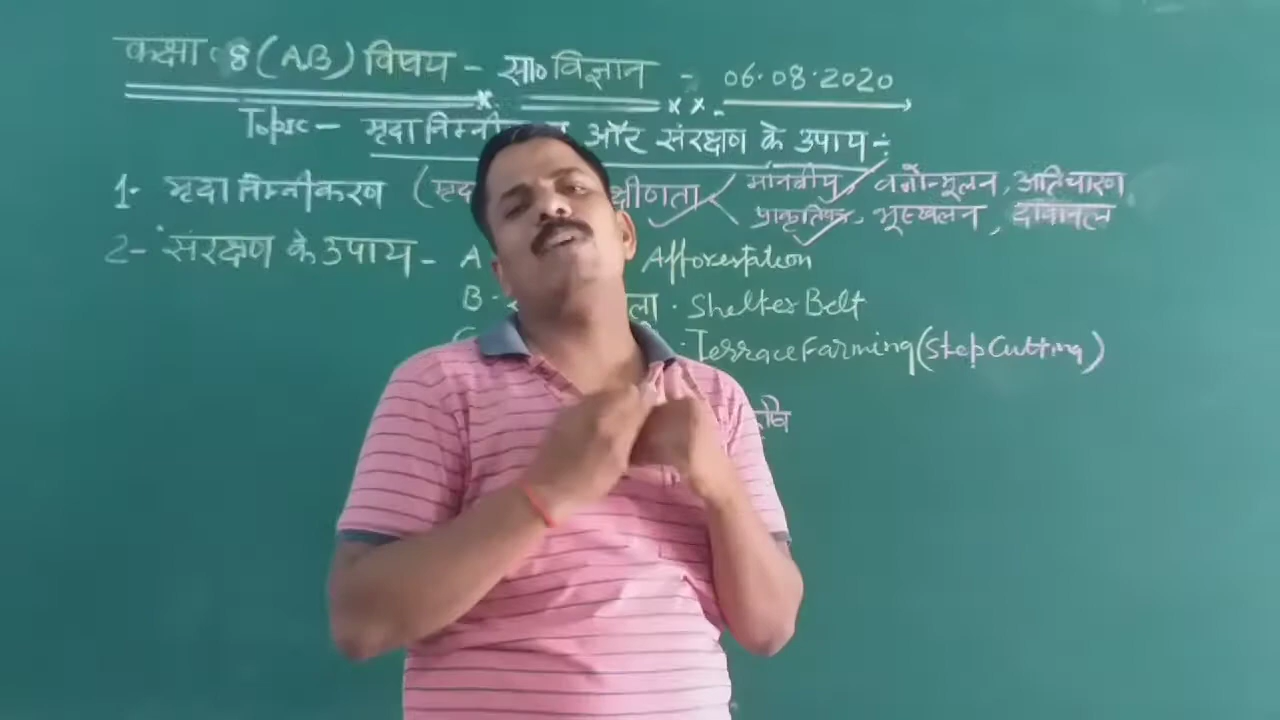 कक्षा 8 (A,B) विषय - सा० विज्ञान - 06.08.2020
Topic - मृदा और संरक्षण के उपाय :-
1- मृदा निम्नीकरण ( क्षीणता मानवीय, वनोन्मूलन, अतिचारण
भूस्खलन, दावानल
2- संरक्षण के उपाय - A Afforestation
B. ला. Shelter Belt
. Terrace Farming (Step Cutting)